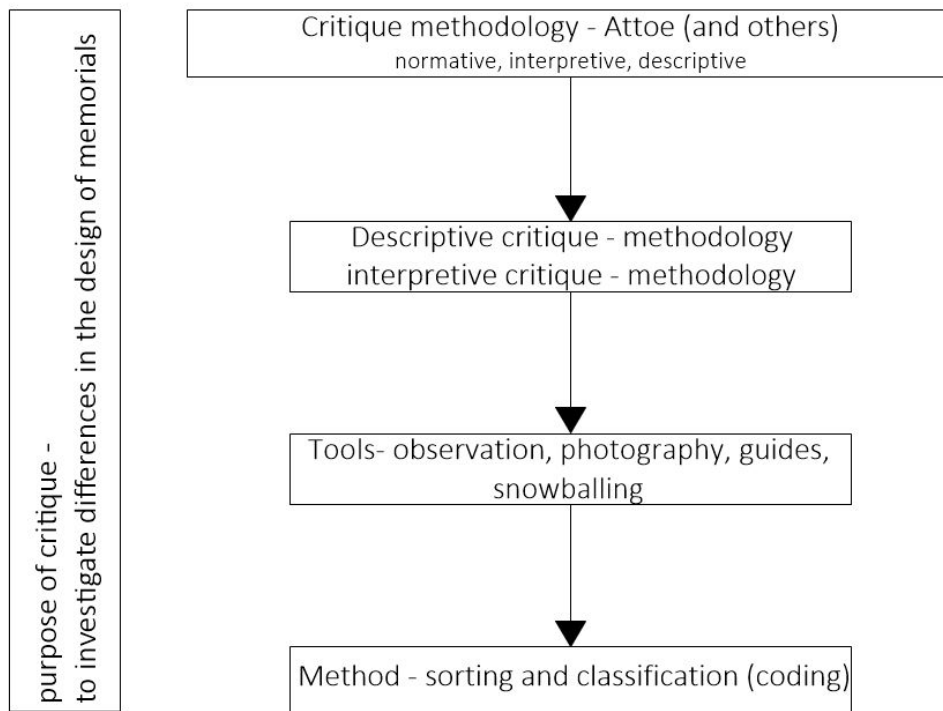 purpose of critique -
to investigate differences in the design of memorials
Critique methodology - Attoe (and others)
normative, interpretive, descriptive
Descriptive critique - methodology
interpretive critique - methodology
Tools- observation, photography, guides,
snowballing
Method - sorting and classification (coding)